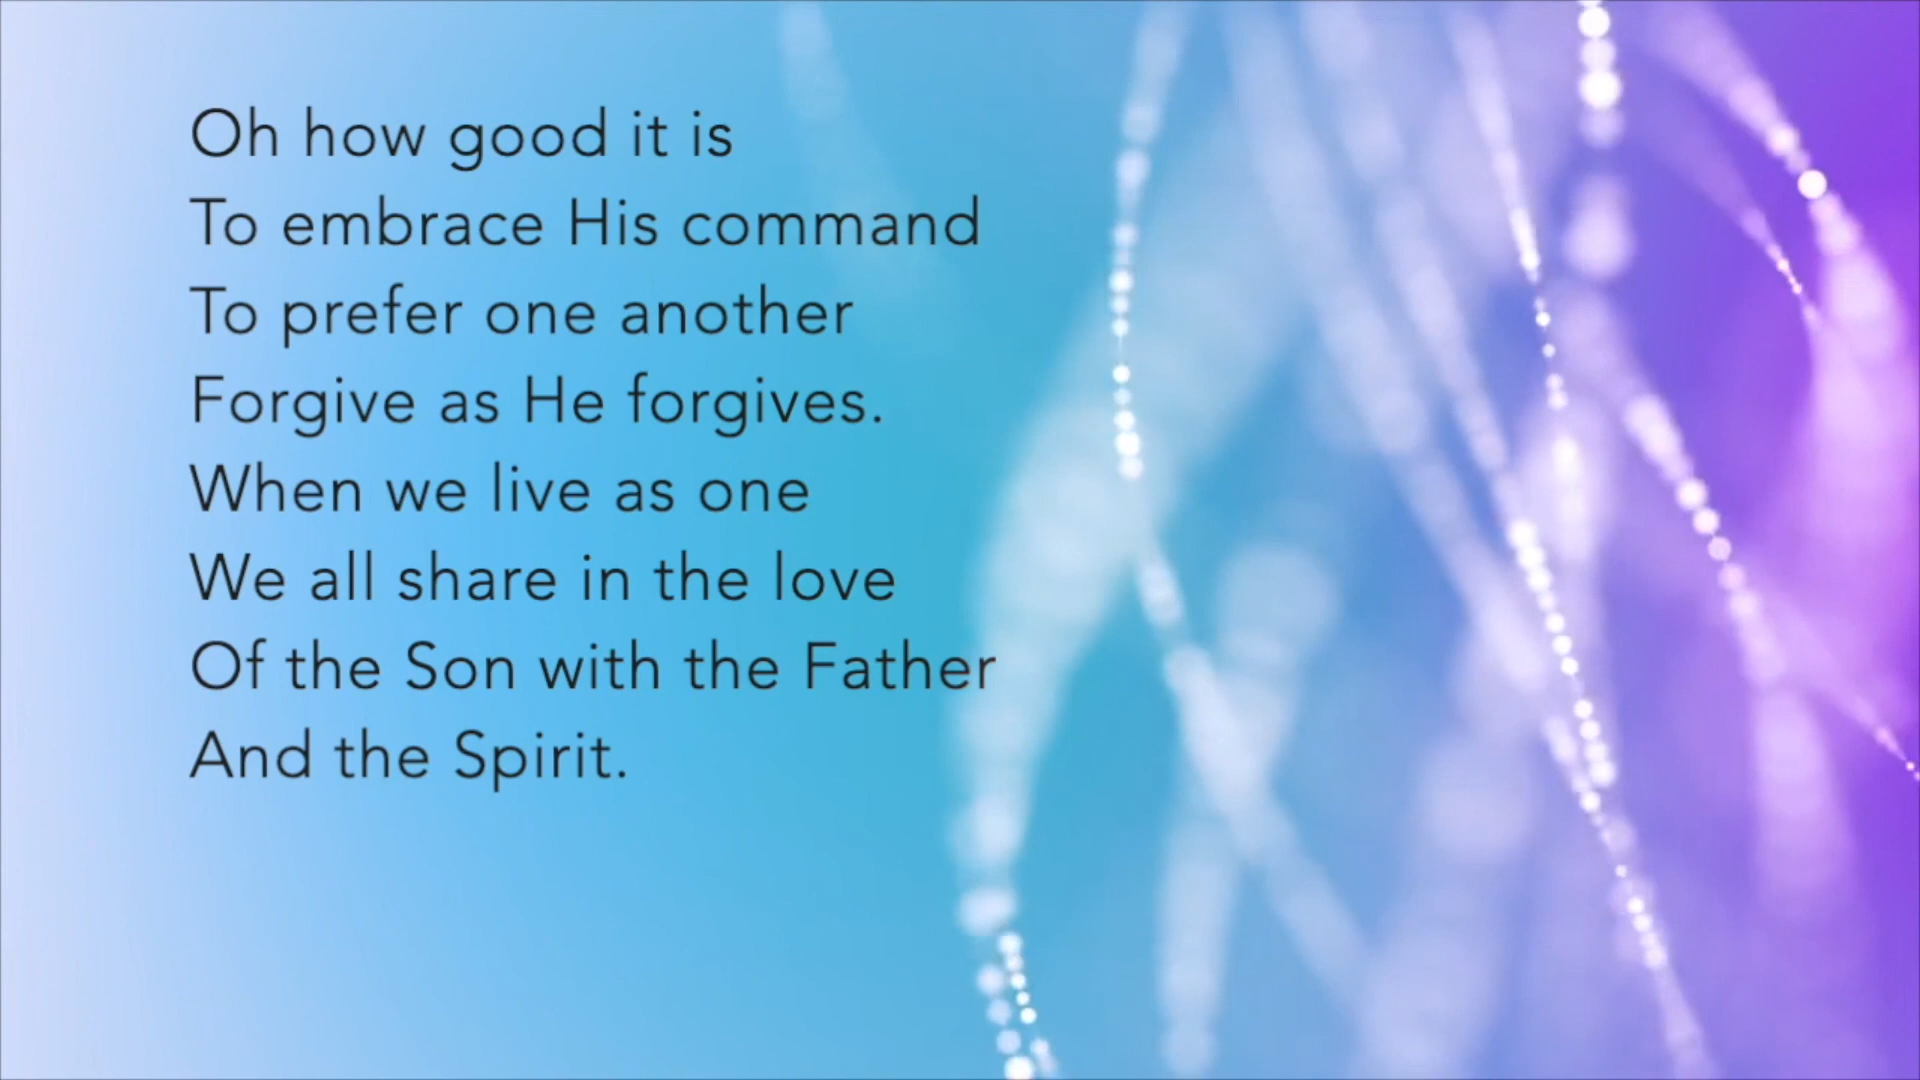 Oh how good it is
To embrace His command
To prefer one another
Forgive as He forgives.
When we live as one
We all share in the love
Of the Son with the Father
And the Spirit.